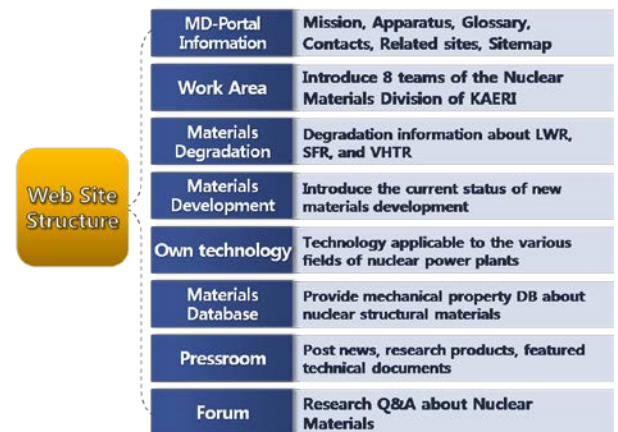 Web Site
Structure
MD-Portal
Information
Mission, Apparatus, Glossary,
Contacts, Related sites, Sitemap
Work Area
Introduce 8 teams of the Nuclear
Materials Division of KAERI
Materials
Degradation
Degradation information about LWR,
SFR, and VHTR
Materials
Development
Introduce the current status of new
materials development
Own technology
Technology applicable to the various
fields of nuclear power plants
Materials
Database
Provide mechanical property DB about
nuclear structural materials
Pressroom
Post news, research products, featured
technical documents
Forum
Research Q&A about Nuclear
Materials